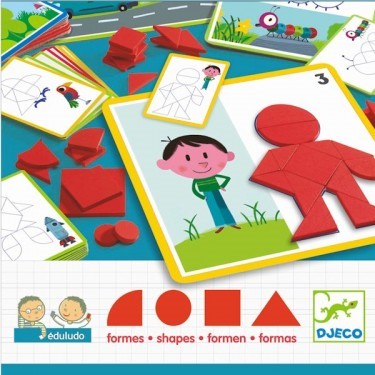 3
éduludo
formes • shapes • formen • formas
DJECO